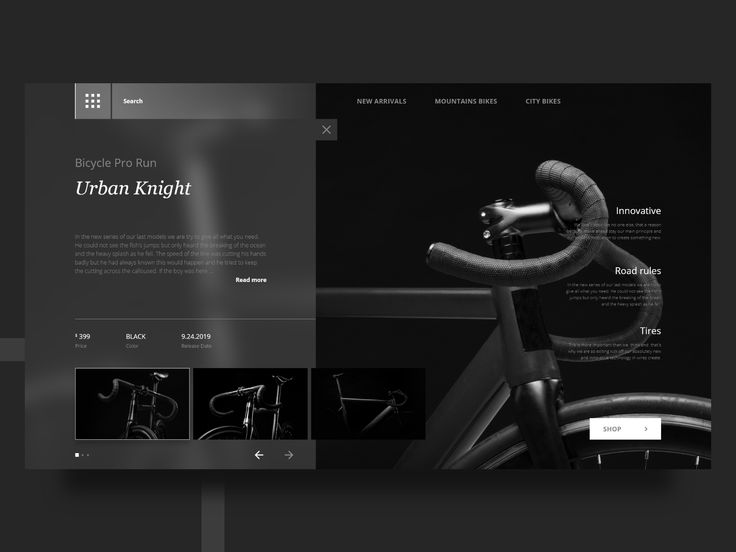 Search
NEW ARRIVALS
MOUNTAINS BIKES
CITY BIKES
Bicycle Pro Run
Urban Knight
In the new series of our last models we are try to give all what you need.
He could not see the fish's jumps but only heard the breaking of the ocean
and the heavy splash as he fell. The speed of the line was cutting his hands
badly but he had always known this would happen and he tried to keep
the cutting across the calloused. If the boy was here ...
Read more
$ 399
Price
BLACK
Color
9.24.2019
Release Date
Innovative
Road rules
In the new series of our last models we are
give all what you need. He could not see the
jumps but only heard the breaking of the
and the heavy splash as he fell.
Tires
SHOP